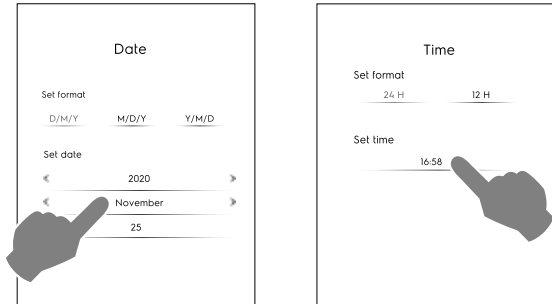 Date
Set format
D/M/Y M/D/Y Y/M/D
Set date
2020
November
25
Time
Set format
24 H 12 H
Set time
16:58